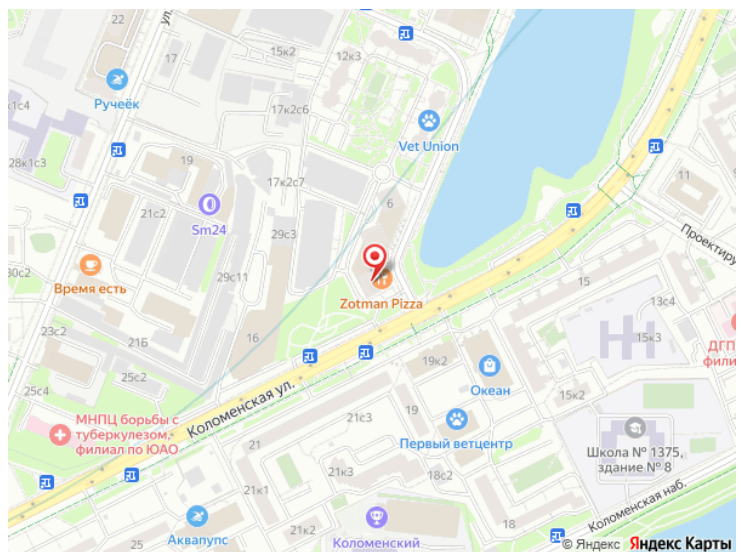 22
ул.
15к2
12к3
17
Ручеёк
17к2с6
Vet Union
к1с4
28к1с3
19
17к2с7
6
11
21с2
Sm24
29с3
Проектиру
30с2
Время есть
29с11
15
Zotman Pizza
23с2
21Б
16
15к3
ДГП
фили
25с2
19к2
25с4
Океан
15к2
Коломенская ул.
МНПЦ борьбы с
туберкулезом,
филиал по ЮАО
21с3
19
21
Первый ветцентр
Школа № 1375,
здание № 8
21к3
18с2
21к1
Коломенская наб.
Аквапупс
21к2
18
25
Коломенский
© Яндекс Яндекс Карты